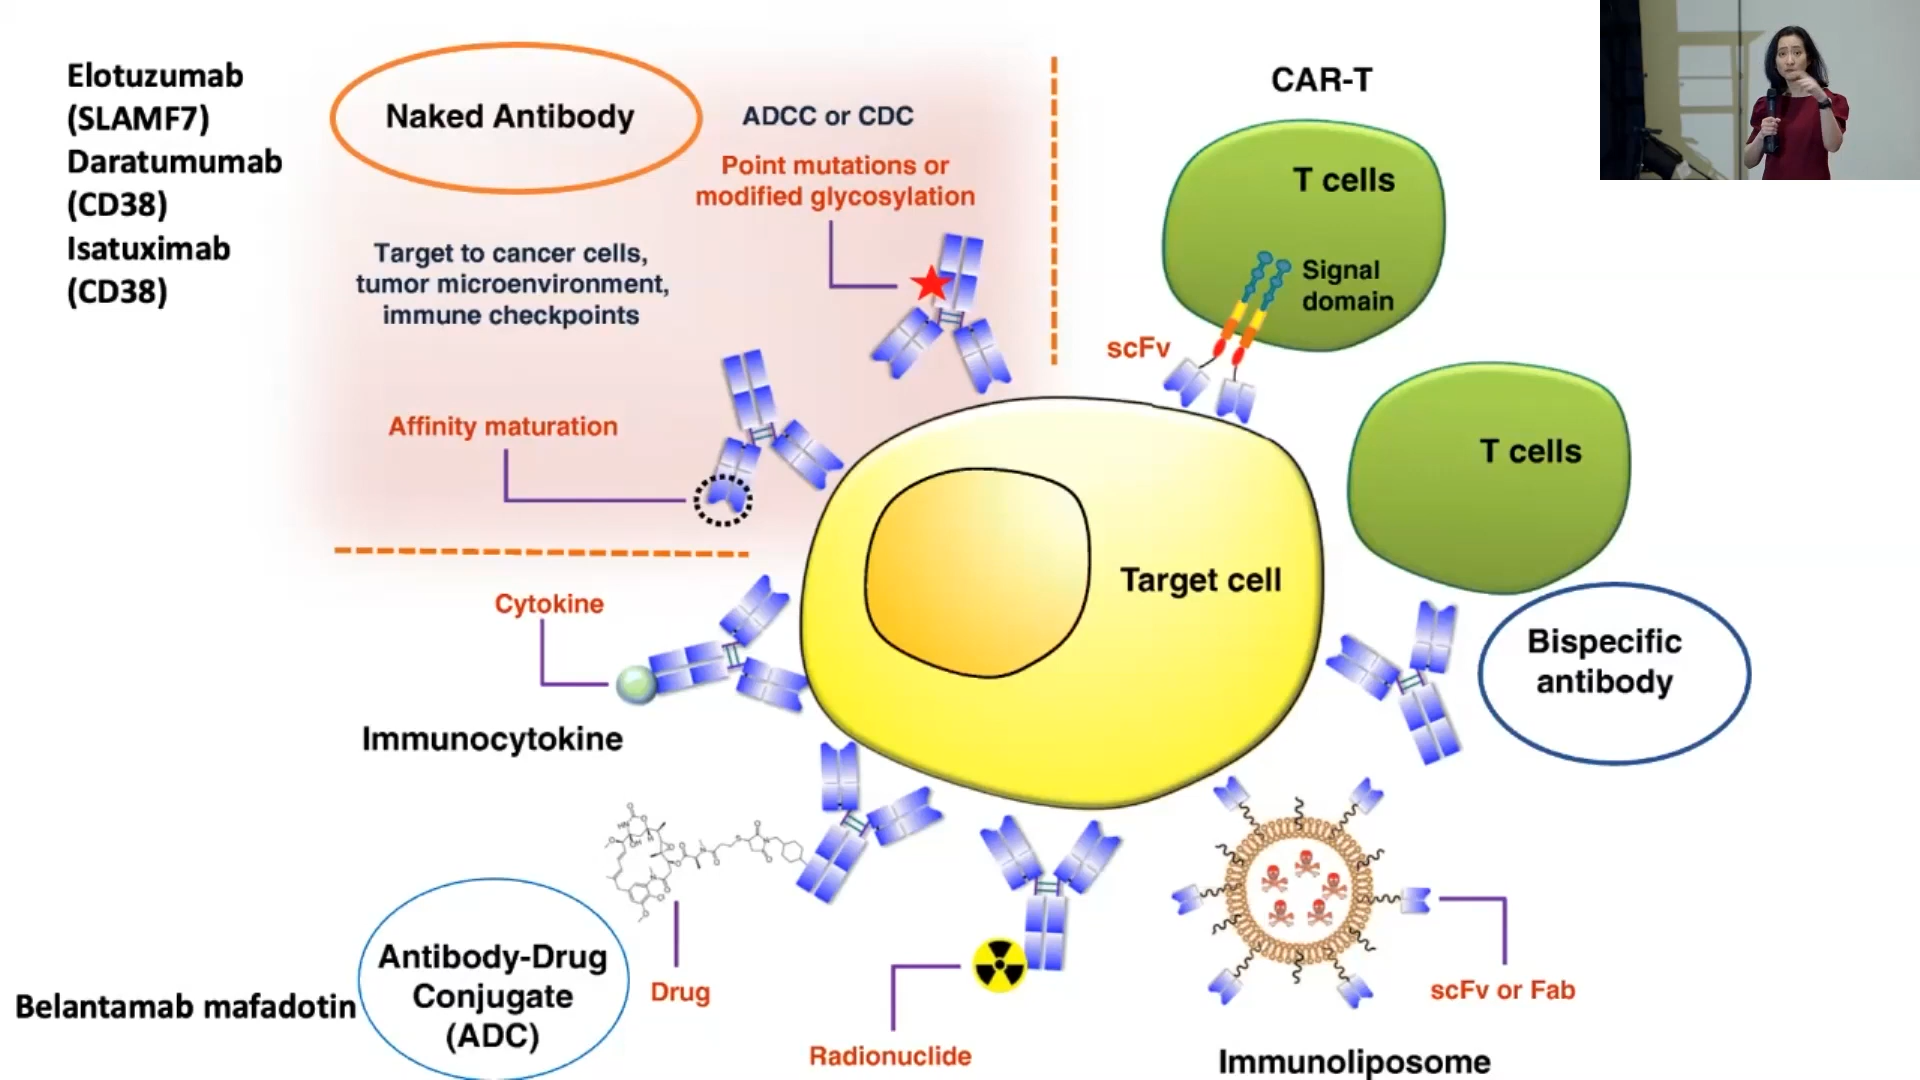 Elotuzumab
(SLAMF7)
Daratumumab
(CD38)
Isatuximab
(CD38)
Naked Antibody
ADCC or CDC
Point mutations or
modified glycosylation
Target to cancer cells,
tumor microenvironment,
immune checkpoints
Affinity maturation
CAR-T
T cells
Signal
domain
scFv
T cells
Target cell
Bispecific
antibody
Cytokine
Immunocytokine
Antibody-Drug
Conjugate
(ADC)
Belantamab mafadotin
Drug
Radionuclide
scFv or Fab
Immunoliposome